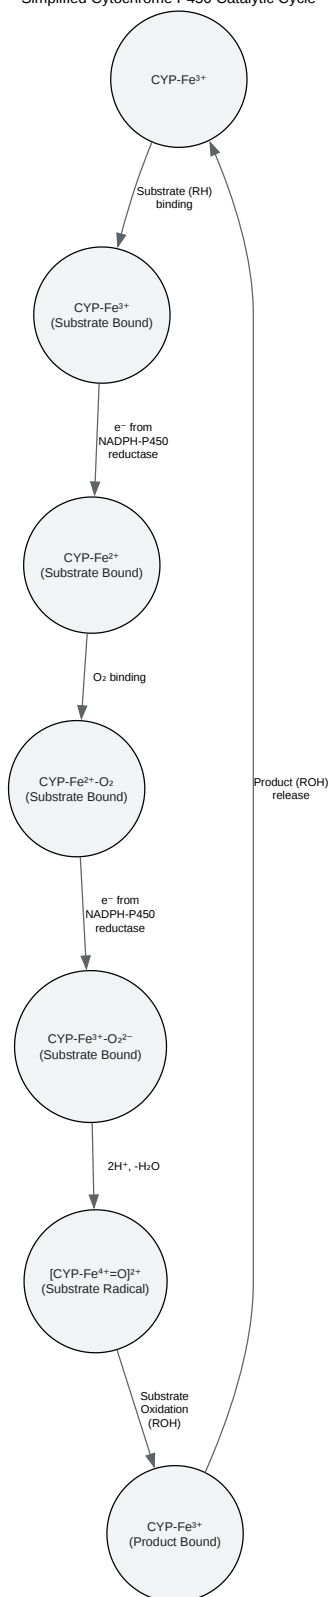 Simplified Cytochrome P450 Catalytic Cycle
CYP-Fe³⁺
Substrate (RH)
binding
CYP-Fe³⁺
(Substrate Bound)
e⁻ from
NADPH-P450
reductase
CYP-Fe²⁺
(Substrate Bound)
O₂ binding
CYP-Fe²⁺-O₂
(Substrate Bound)
Product (ROH)
release
e⁻ from
NADPH-P450
reductase
CYP-Fe³⁺-O₂²⁻
(Substrate Bound)
2H⁺, -H₂O
[CYP-Fe⁴⁺=O]²⁺
(Substrate Radical)
Substrate
Oxidation
(ROH)
CYP-Fe³⁺
(Product Bound)